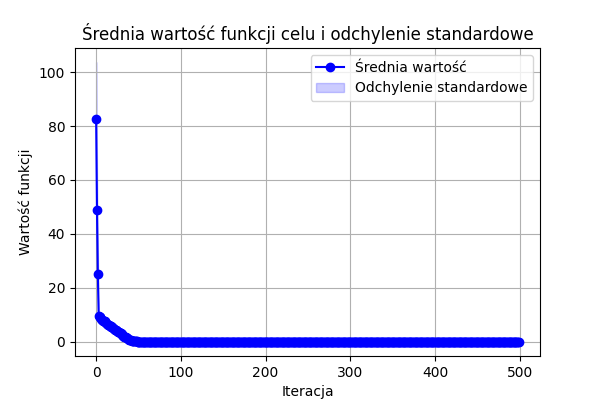 Średnia wartość funkcji celu i odchylenie standardowe
Średnia wartość
Odchylenie standardowe
Wartość funkcji
100
80
60
40
20
0
0 100 200 300 400 500
Iteracja